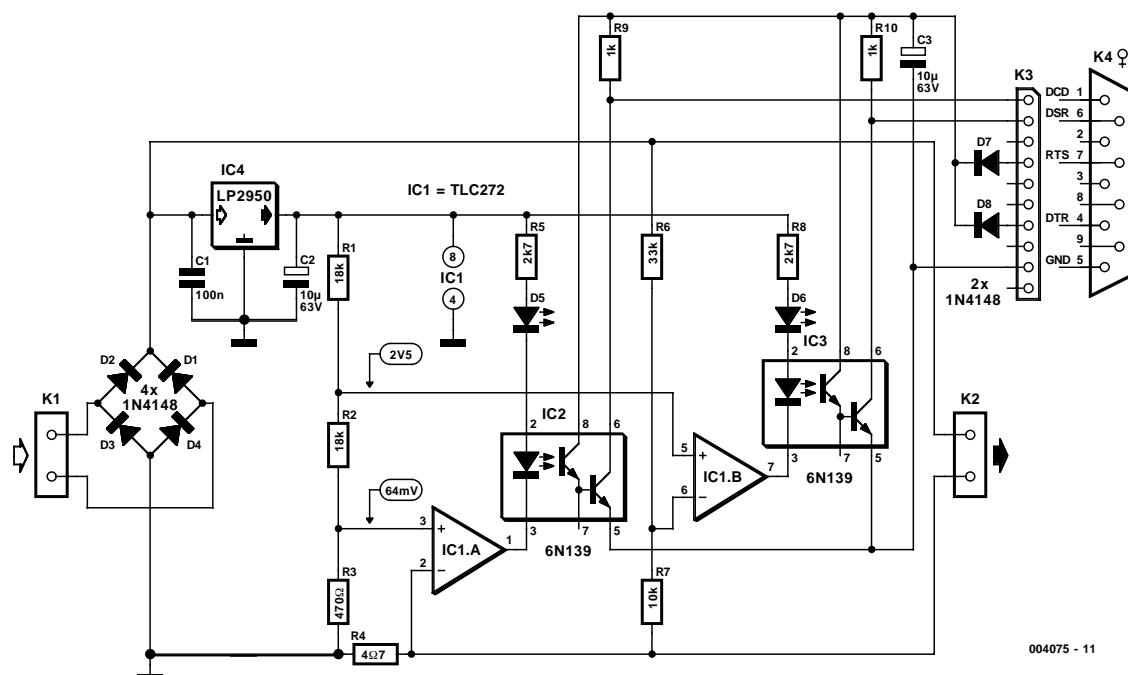 R9
1k
R10
1k
C3
10µ
63V
K3
K4 ♀
DCD 1
DSR 6
2
RTS 7
3
8
DTR 4
9
GND 5
D7
D8
2x
1N4148
IC4
LP2950
IC1 = TLC272
C1
100n
C2
10µ
63V
R1
18k
8
IC1
4
R5
2k7
D5
R6
33k
R8
2k7
D6
IC3
2
8
6
3
7
5
6N139
2V5
D2
D1
4x
1N4148
D3
D4
K1
R2
18k
IC2
2
8
6
3
7
5
6N139
5
+
6
−
IC1.B
7
K2
64mV
3
+
2
−
IC1.A
1
R3
470Ω
R4
4Ω7
R7
10k
004075 - 11